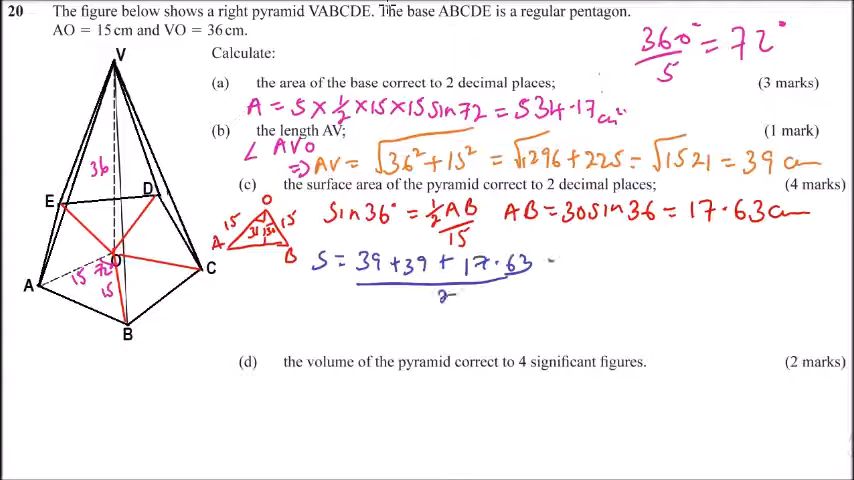 20 The figure below shows a right pyramid VABCDE. The base ABCDE is a regular pentagon.
AO = 15 cm and VO = 36 cm.
360°/5 = 72°
Calculate:
(a) the area of the base correct to 2 decimal places; (3 marks)
A = 5 × 1/2 × 15 × 15 sin 72 = 534.17 cm²
(b) the length AV; (1 mark)
∠ AVO
⇒ AV = √36² + 15² = √1296 + 225 = √1521 = 39 cm
(c) the surface area of the pyramid correct to 2 decimal places; (4 marks)
sin 36° = 1/2 AB / 15 AB = 30 sin 36 = 17.63 cm
S = 39 + 39 + 17.63 / 2
(d) the volume of the pyramid correct to 4 significant figures. (2 marks)
V
36
E
D
O
72°
C
15
15
A
B
O
15
15
A
B